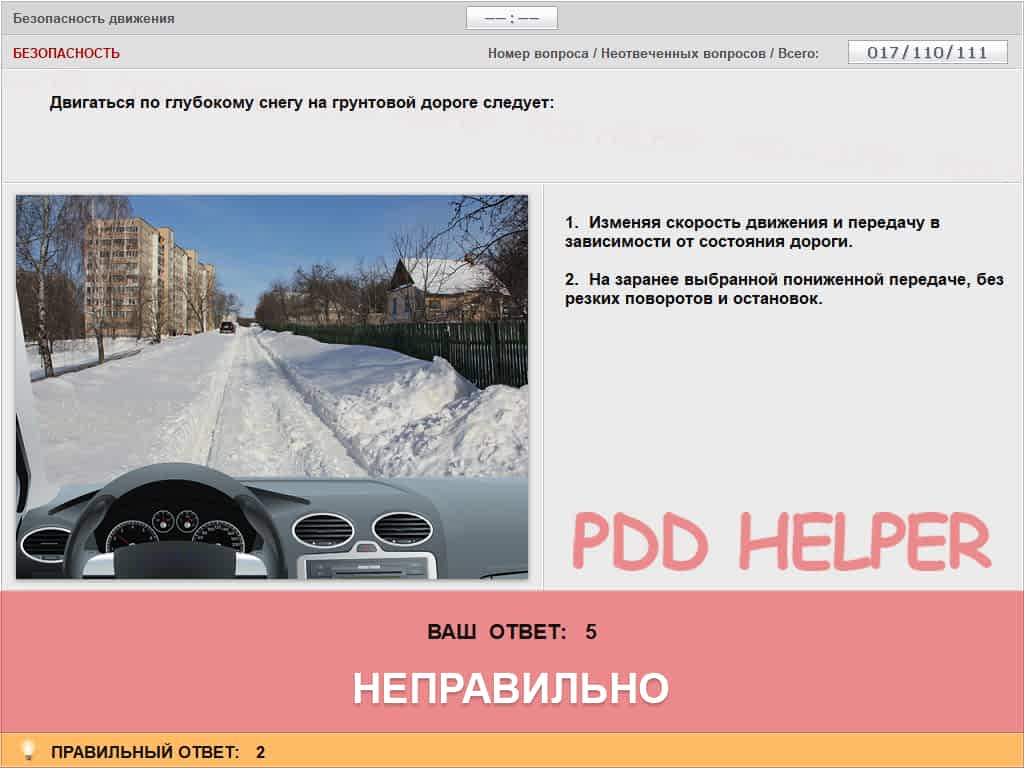 Безопасность движения
—— : ——
БЕЗОПАСНОСТЬ
Номер вопроса / Неотвеченных вопросов / Всего:
017/110/111
Двигаться по глубокому снегу на грунтовой дороге следует:
1. Изменяя скорость движения и передачу в
зависимости от состояния дороги.
2. На заранее выбранной пониженной передаче, без
резких поворотов и остановок.
PDD HELPER
ВАШ ОТВЕТ: 5
НЕПРАВИЛЬНО
ПРАВИЛЬНЫЙ ОТВЕТ: 2